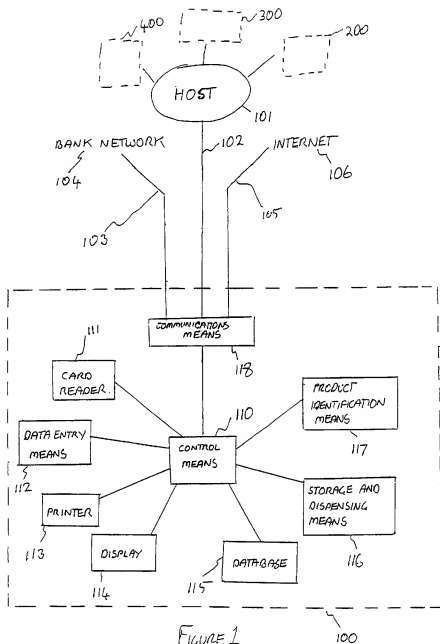 400
300
200
HOST
101
BANK NETWORK
102
INTERNET
104
106
103
105
COMMUNICATIONS
MEANS
118
111
CARD
READER.
110
PRODUCT
IDENTIFICATION
MEANS
117
DATA ENTRY
MEANS
112
CONTROL
MEANS
STORAGE AND
DISPENSING
MEANS
116
PRINTER
113
DISPLAY
114
DATABASE
115
100
FIGURE 1